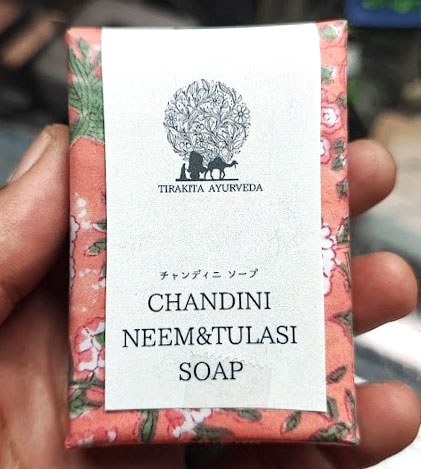 TIRAKITA AYURVEDA
チャンディニ ソープ
CHANDINI
NEEM&TULASI
SOAP